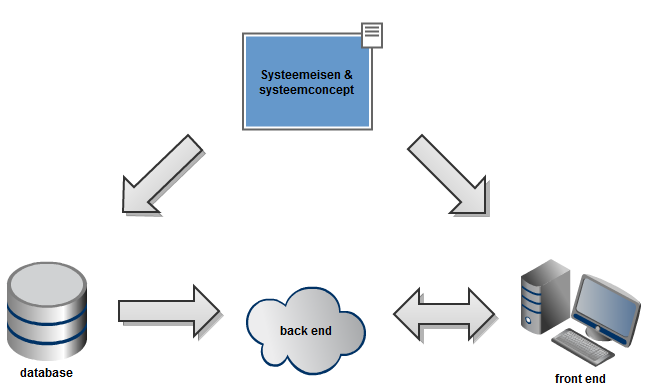 Systeemeisen &
systeemconcept
back end
database
front end